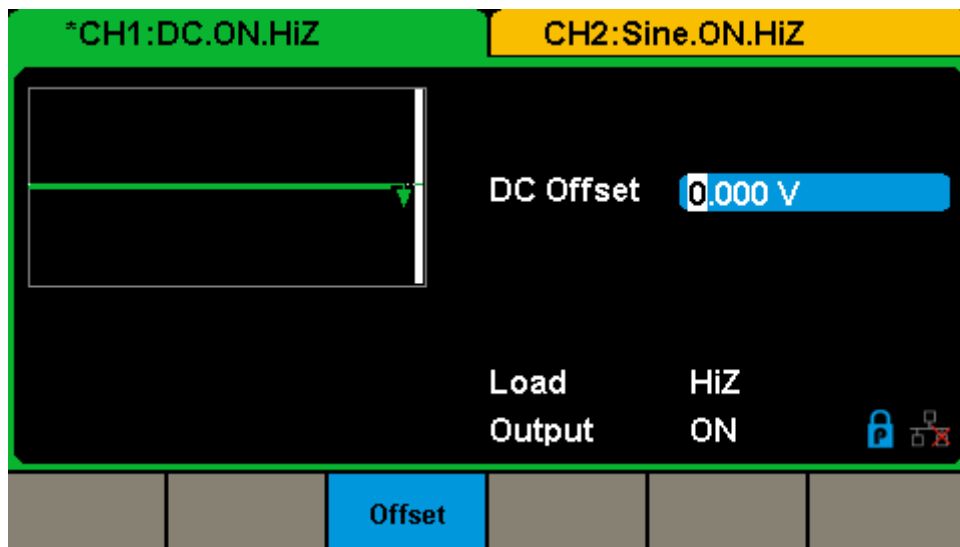 *CH1:DC.ON.HiZ
CH2:Sine.ON.HiZ
DC Offset 0.000 V
Load HiZ
Output ON
P
Offset